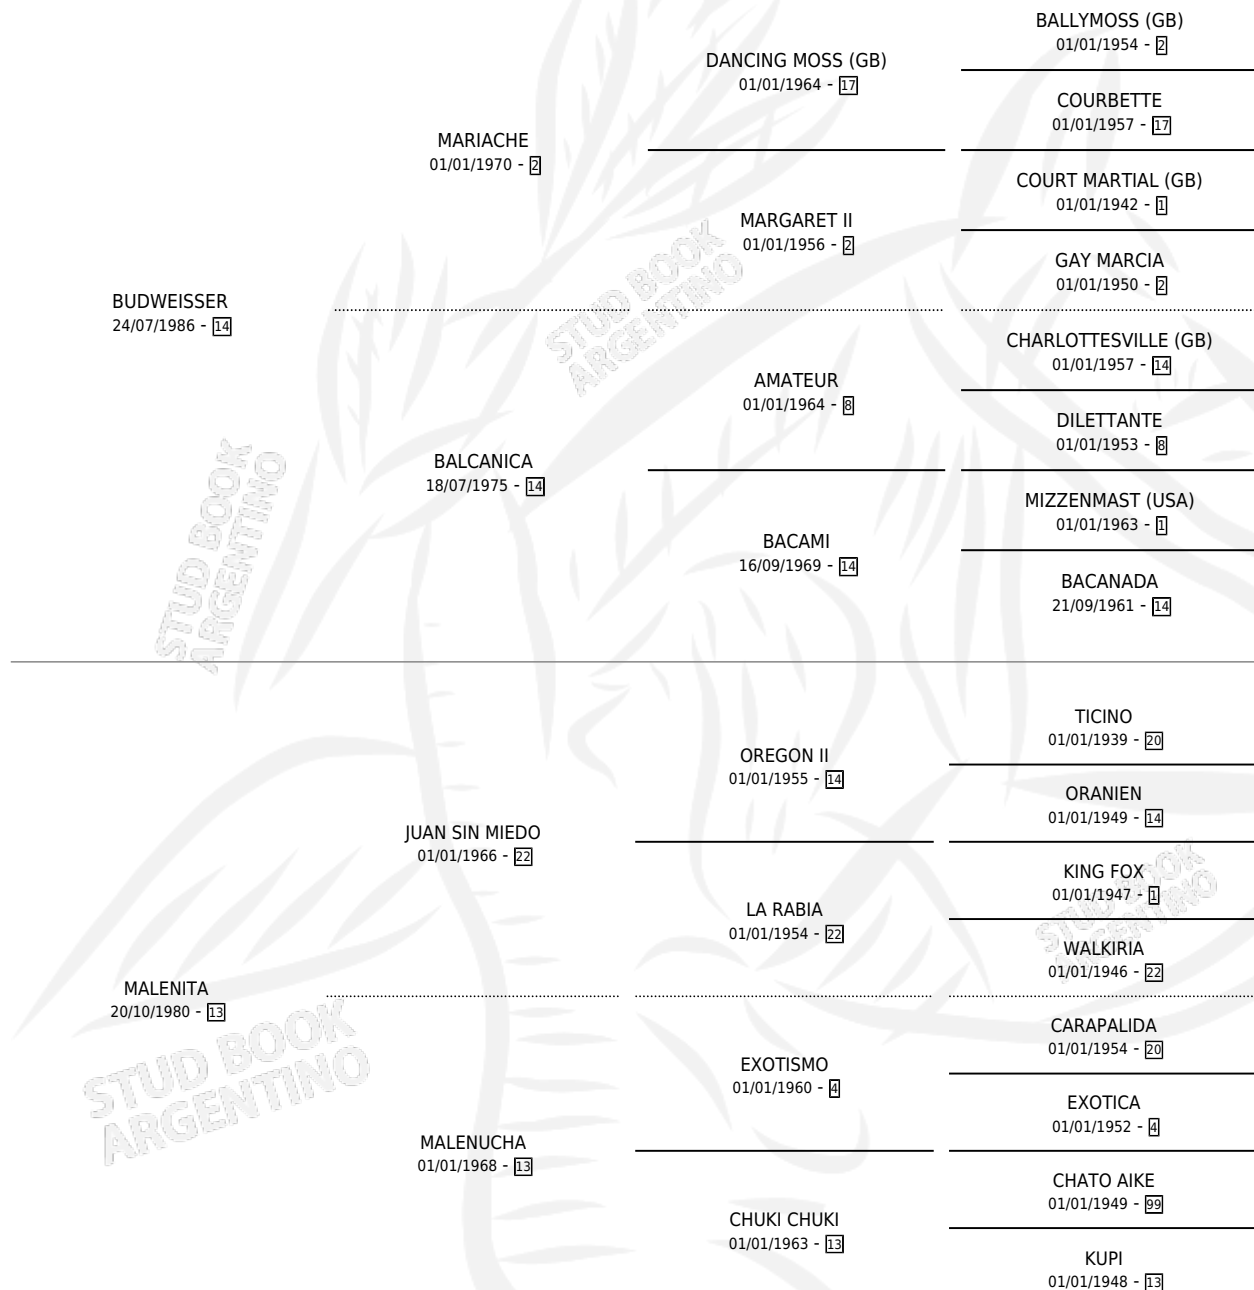 BALLYMOSS (GB)
01/01/1954 - 2
DANCING MOSS (GB)
01/01/1964 - 17
COURBETTE
01/01/1957 - 17
MARIACHE
01/01/1970 - 2
COURT MARTIAL (GB)
01/01/1942 - 1
MARGARET II
01/01/1956 - 2
GAY MARCIA
01/01/1950 - 2
BUDWEISSER
24/07/1986 - 14
STUD BOOK
ARGENTINO
CHARLOTTESVILLE (GB)
01/01/1957 - 14
AMATEUR
01/01/1964 - 8
DILETTANTE
01/01/1953 - 8
BALCANICA
18/07/1975 - 14
MIZZENMAST (USA)
01/01/1963 - 1
BACAMI
16/09/1969 - 14
BACANADA
21/09/1961 - 14
STUD BOOK
ARGENTINO
TICINO
01/01/1939 - 20
OREGON II
01/01/1955 - 14
ORANIEN
01/01/1949 - 14
JUAN SIN MIEDO
01/01/1966 - 22
KING FOX
01/01/1947 - 1
LA RABIA
01/01/1954 - 22
WALKIRIA
01/01/1946 - 22
STUD BOOK
ARGENTINO
MALENITA
20/10/1980 - 13
CARAPALIDA
01/01/1954 - 20
EXOTISMO
01/01/1960 - 4
EXOTICA
01/01/1952 - 4
STUD BOOK
ARGENTINO
MALENUCHA
01/01/1968 - 13
CHATO AIKE
01/01/1949 - 99
CHUKI CHUKI
01/01/1963 - 13
KUPI
01/01/1948 - 13